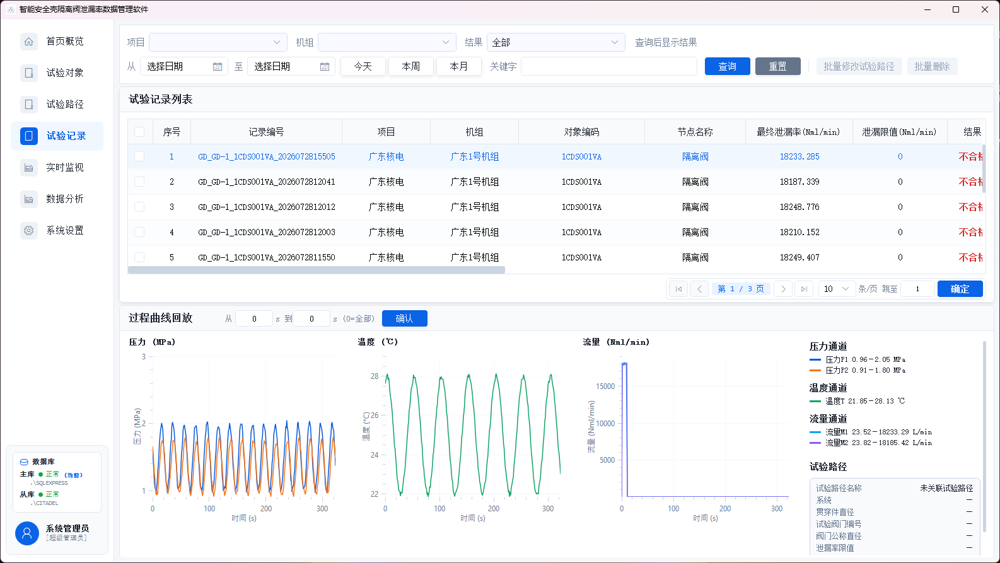 智能安全壳隔离阀泄漏率数据管理软件
首页概览
试验对象
试验路径
试验记录
实时监视
数据分析
系统设置
数据库
主库 正常 (当前)
.\SQLEXPRESS
从库 正常
.\CITADEL
系统管理员
[超级管理员]
项目 机组 结果 全部 查询后显示结果
从 选择日期 至 选择日期 今天 本周 本月 关键字 查询 重置 批量修改试验路径 批量删除
试验记录列表
序号 记录编号 项目 机组 对象编码 节点名称 最终泄漏率(Nml/min) 泄漏限值(Nml/min) 结果
1 GD_GD-1_1CDS001VA_2026072815505 广东核电 广东1号机组 1CDS001VA 隔离阀 18233.285 0 不合格
2 GD_GD-1_1CDS001VA_2026072812041 广东核电 广东1号机组 1CDS001VA 隔离阀 18187.339 0 不合格
3 GD_GD-1_1CDS001VA_2026072812012 广东核电 广东1号机组 1CDS001VA 隔离阀 18248.776 0 不合格
4 GD_GD-1_1CDS001VA_2026072812003 广东核电 广东1号机组 1CDS001VA 隔离阀 18210.152 0 不合格
5 GD_GD-1_1CDS001VA_2026072811550 广东核电 广东1号机组 1CDS001VA 隔离阀 18249.407 0 不合格
第 1 / 3 页 10 条/页 跳至 1 确定
过程曲线回放 从 0 s 到 0 s (0=全部) 确认
压力 (MPa)
压力 (MPa)
3
2
1
0 100 200 300
时间 (s)
温度 (℃)
温度 (°C)
28
26
24
22
0 100 200 300
时间 (s)
流量 (Nml/min)
流量 (Nml/min)
15000
10000
5000
0 100 200 300
时间 (s)
压力通道
压力P1 0.96-2.05 MPa
压力P2 0.91-1.80 MPa
温度通道
温度T 21.85-28.13 ℃
流量通道
流量M1 23.52-18233.29 L/min
流量M2 23.82-18185.42 L/min
试验路径
试验路径名称 未关联试验路径
系统 —
贯穿件直径 —
试验阀门编号 —
阀门公称直径 —
泄漏率限值 —